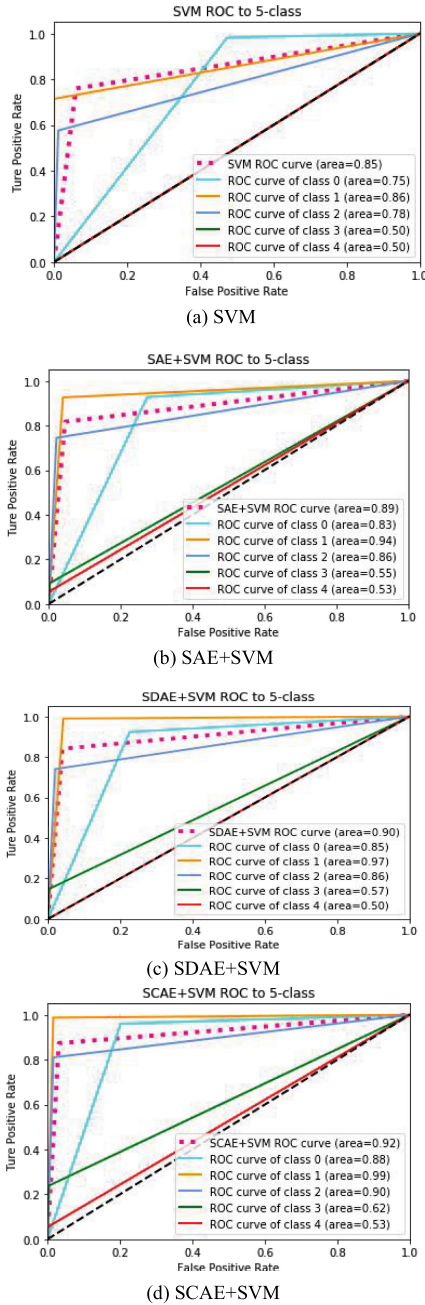 SVM ROC to 5-class
1.0
0.8
0.6
0.4
0.2
0.0
Ture Positive Rate
SVM ROC curve (area=0.85)
ROC curve of class 0 (area=0.75)
ROC curve of class 1 (area=0.86)
ROC curve of class 2 (area=0.78)
ROC curve of class 3 (area=0.50)
ROC curve of class 4 (area=0.50)
0.0 0.2 0.4 0.6 0.8 1.0
False Positive Rate
(a) SVM
SAE+SVM ROC to 5-class
1.0
0.8
0.6
0.4
0.2
0.0
Ture Positive Rate
SAE+SVM ROC curve (area=0.89)
ROC curve of class 0 (area=0.83)
ROC curve of class 1 (area=0.94)
ROC curve of class 2 (area=0.86)
ROC curve of class 3 (area=0.55)
ROC curve of class 4 (area=0.53)
0.0 0.2 0.4 0.6 0.8 1.0
False Positive Rate
(b) SAE+SVM
SDAE+SVM ROC to 5-class
1.0
0.8
0.6
0.4
0.2
0.0
Ture Positive Rate
SDAE+SVM ROC curve (area=0.90)
ROC curve of class 0 (area=0.85)
ROC curve of class 1 (area=0.97)
ROC curve of class 2 (area=0.86)
ROC curve of class 3 (area=0.57)
ROC curve of class 4 (area=0.50)
0.0 0.2 0.4 0.6 0.8 1.0
False Positive Rate
(c) SDAE+SVM
SCAE+SVM ROC to 5-class
1.0
0.8
0.6
0.4
0.2
0.0
Ture Positive Rate
SCAE+SVM ROC curve (area=0.92)
ROC curve of class 0 (area=0.88)
ROC curve of class 1 (area=0.99)
ROC curve of class 2 (area=0.90)
ROC curve of class 3 (area=0.62)
ROC curve of class 4 (area=0.53)
0.0 0.2 0.4 0.6 0.8 1.0
False Positive Rate
(d) SCAE+SVM